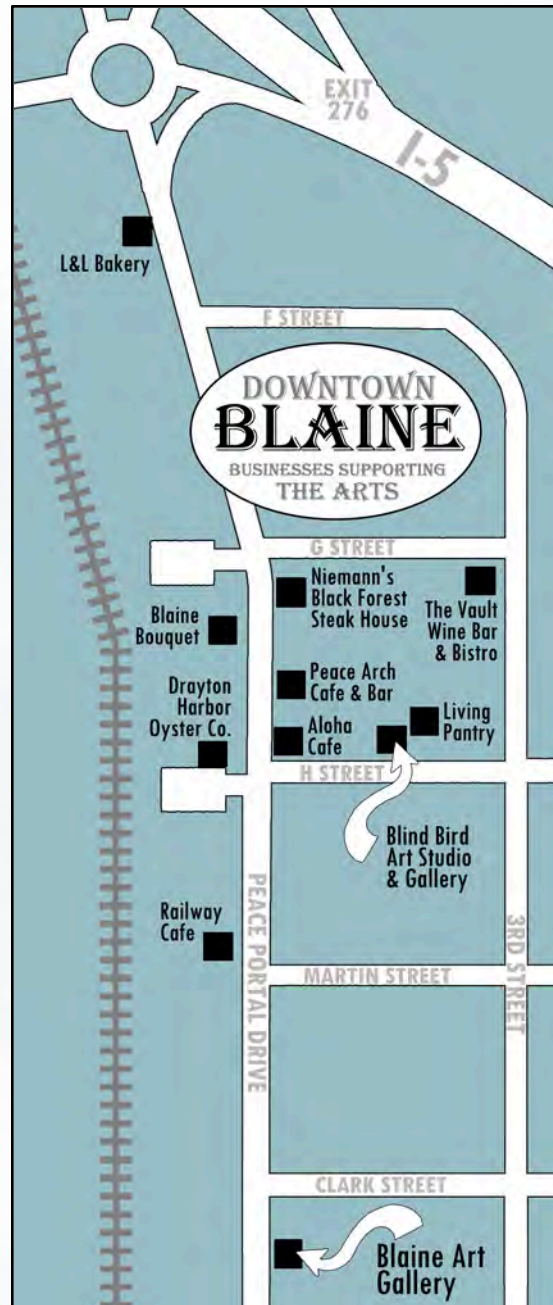 EXIT
276
I-5
L&L Bakery
F STREET
DOWNTOWN
BLAINE
BUSINESSES SUPPORTING
THE ARTS
G STREET
Niemann's
Black Forest
Steak House
The Vault
Wine Bar
& Bistro
Blaine
Bouquet
Peace Arch
Cafe & Bar
Drayton
Harbor
Oyster Co.
Aloha
Cafe
Living
Pantry
H STREET
Blind Bird
Art Studio
& Gallery
Railway
Cafe
PEACE PORTAL DRIVE
3RD STREET
MARTIN STREET
CLARK STREET
Blaine Art
Gallery